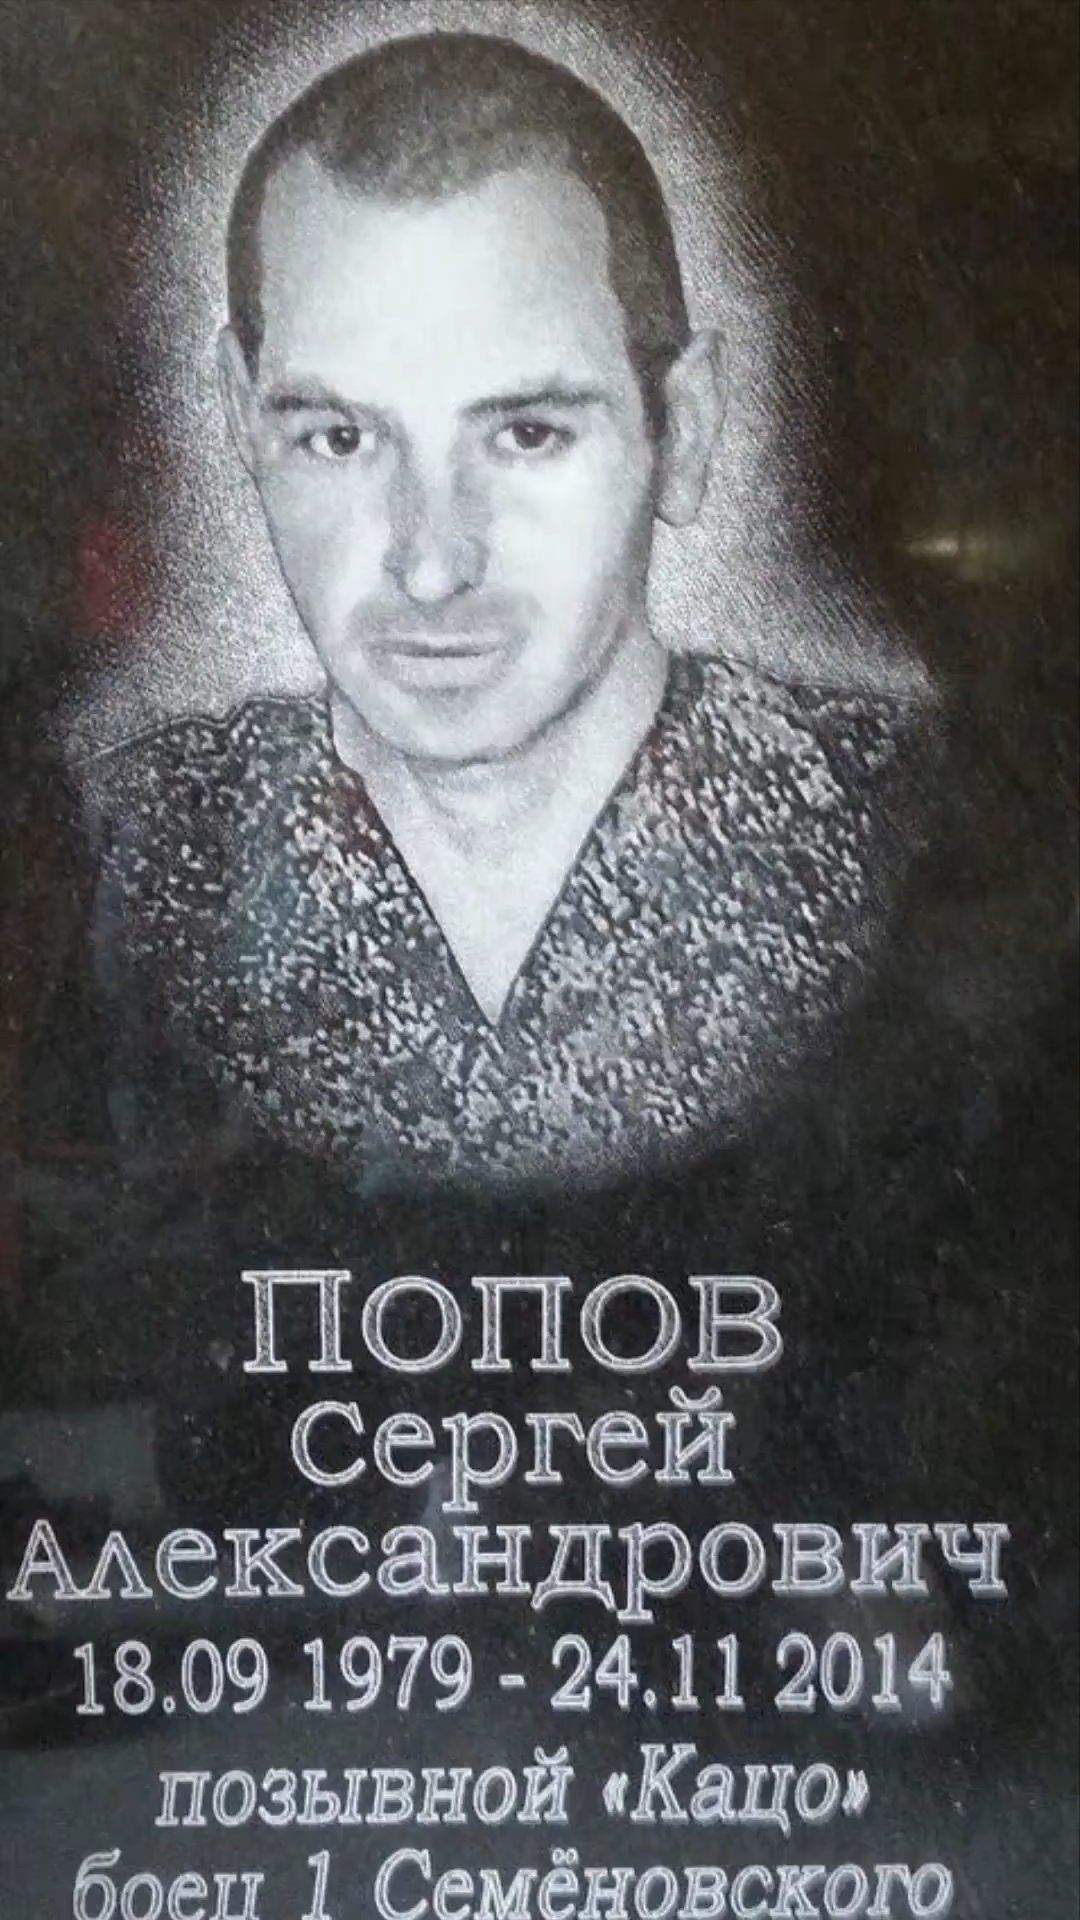 ПОПОВ
Сергей
Александрович
18.09 1979 - 24.11 2014
позывной «Кацо»
боец 1 Семёновского